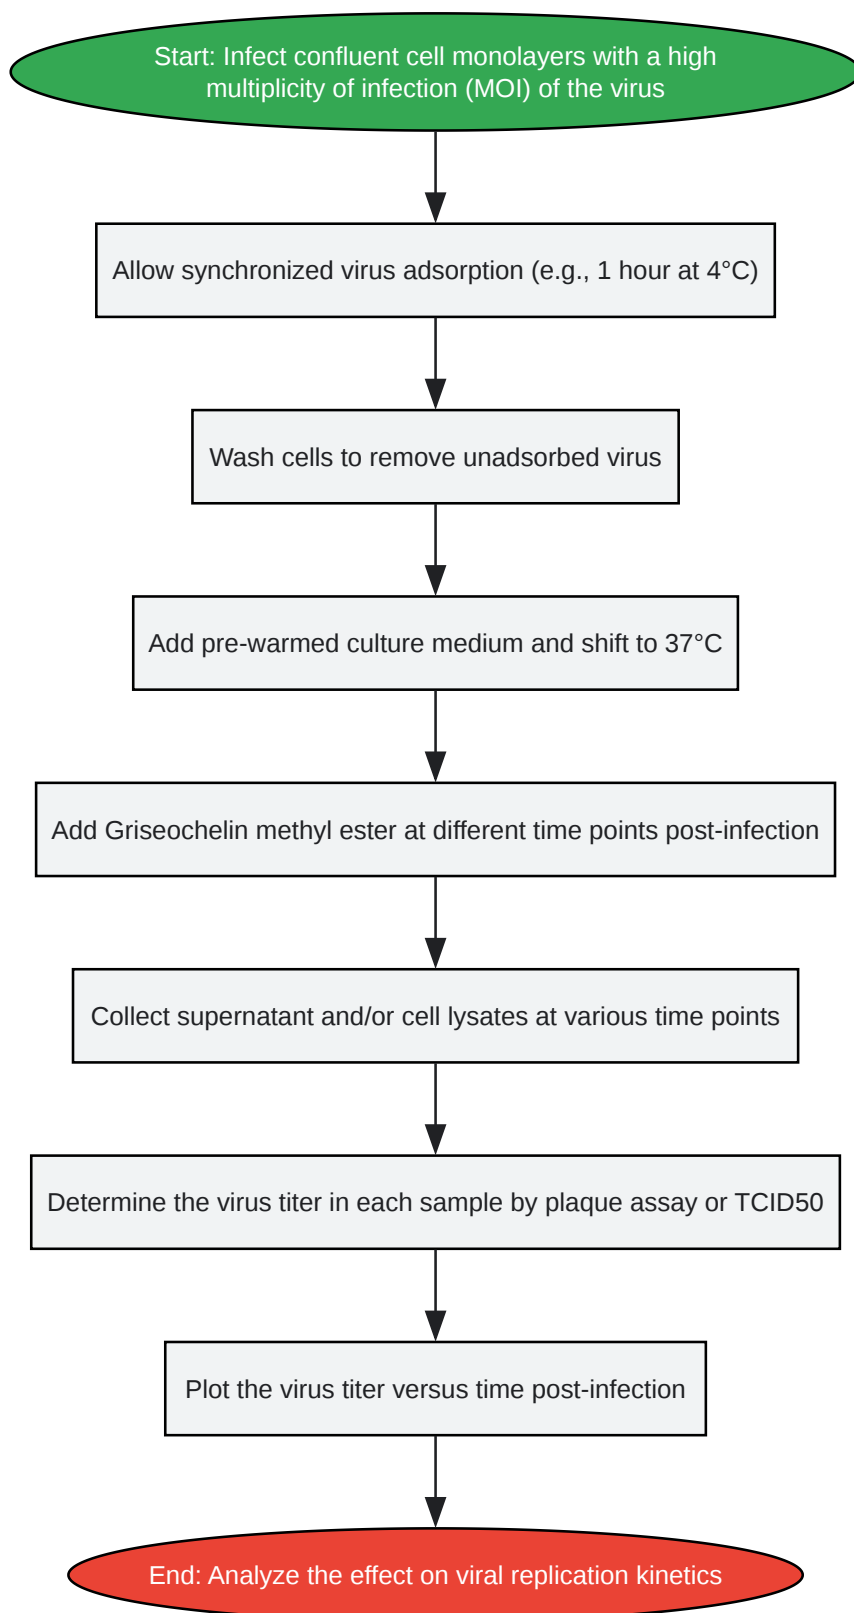 Start: Infect confluent cell monolayers with a high
multiplicity of infection (MOI) of the virus
Allow synchronized virus adsorption (e.g., 1 hour at 4°C)
Wash cells to remove unadsorbed virus
Add pre-warmed culture medium and shift to 37°C
Add Griseochelin methyl ester at different time points post-infection
Collect supernatant and/or cell lysates at various time points
Determine the virus titer in each sample by plaque assay or TCID50
Plot the virus titer versus time post-infection
End: Analyze the effect on viral replication kinetics